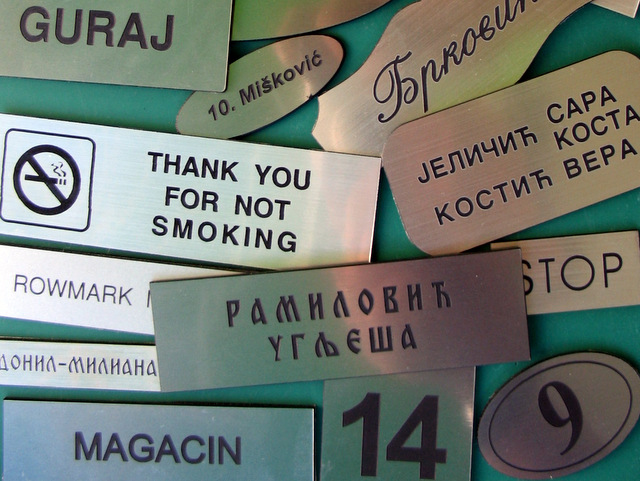 GURAJ
10. Mišković
Брковић
ЈЕЛИЧИЋ САРА
КОСТА
КОСТИЋ ВЕРА
THANK YOU
FOR NOT
SMOKING
ROWMARK
STOP
РАМИЛОВИЋ
УГЉЕША
ДОНИЛ-МИЛИАНА
MAGACIN
14
9